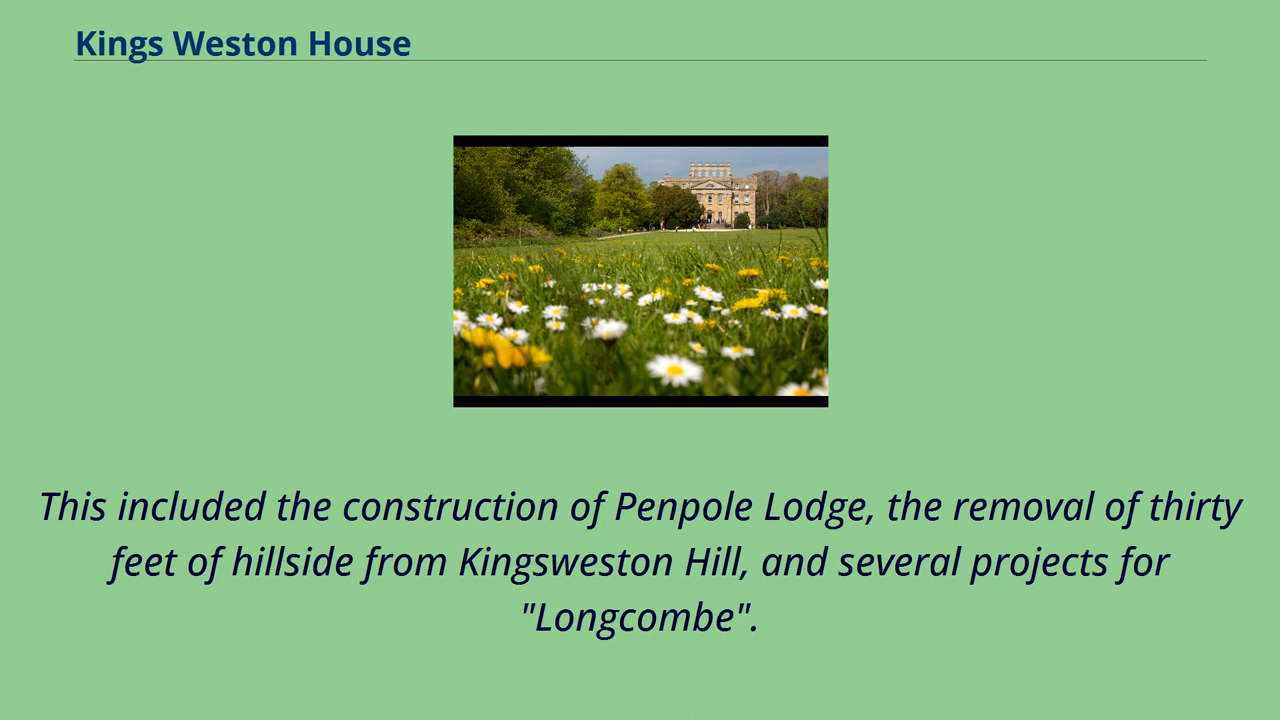 Kings Weston House
This included the construction of Penpole Lodge, the removal of thirty
feet of hillside from Kingsweston Hill, and several projects for
"Longcombe".